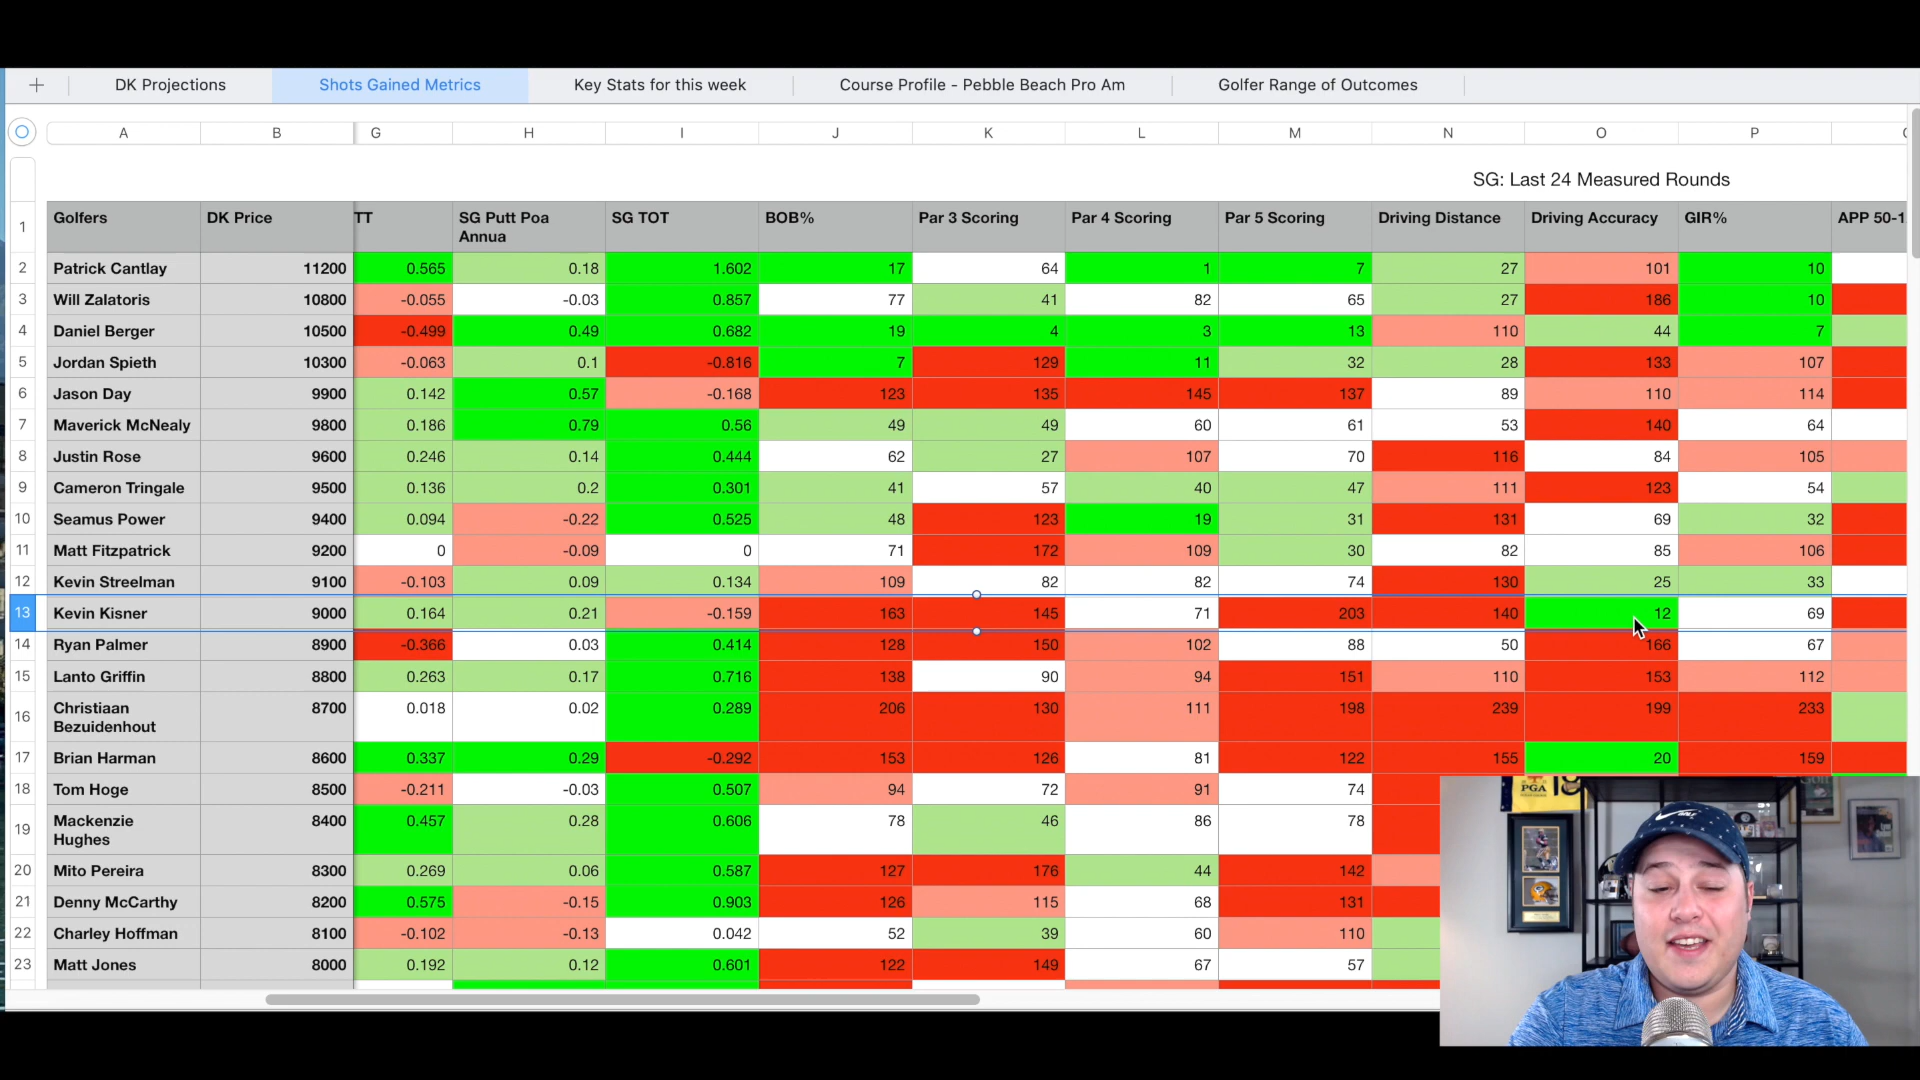 DK Projections Shots Gained Metrics Key Stats for this week Course Profile - Pebble Beach Pro Am Golfer Range of Outcomes
A B G H I J K L M N O P
SG: Last 24 Measured Rounds
1 Golfers DK Price TT SG Putt Poa Annua SG TOT BOB% Par 3 Scoring Par 4 Scoring Par 5 Scoring Driving Distance Driving Accuracy GIR% APP 50-1
2 Patrick Cantlay 11200 0.565 0.18 1.602 17 64 1 7 27 101 10
3 Will Zalatoris 10800 -0.055 -0.03 0.857 77 41 82 65 27 186 10
4 Daniel Berger 10500 -0.499 0.49 0.682 19 4 3 13 110 44 7
5 Jordan Spieth 10300 -0.063 0.1 -0.816 7 129 11 32 28 133 107
6 Jason Day 9900 0.142 0.57 -0.168 123 135 145 137 89 110 114
7 Maverick McNealy 9800 0.186 0.79 0.56 49 49 60 61 53 140 64
8 Justin Rose 9600 0.246 0.14 0.444 62 27 107 70 116 84 105
9 Cameron Tringale 9500 0.136 0.2 0.301 41 57 40 47 111 123 54
10 Seamus Power 9400 0.094 -0.22 0.525 48 123 19 31 131 69 32
11 Matt Fitzpatrick 9200 0 -0.09 0 71 172 109 30 82 85 106
12 Kevin Streelman 9100 -0.103 0.09 0.134 109 82 82 74 130 25 33
13 Kevin Kisner 9000 0.164 0.21 -0.159 163 145 71 203 140 12 69
14 Ryan Palmer 8900 -0.366 0.03 0.414 128 150 102 88 50 166 67
15 Lanto Griffin 8800 0.263 0.17 0.716 138 90 94 151 110 153 112
16 Christiaan Bezuidenhout 8700 0.018 0.02 0.289 206 130 111 198 239 199 233
17 Brian Harman 8600 0.337 0.29 -0.292 153 126 81 122 155 20 159
18 Tom Hoge 8500 -0.211 -0.03 0.507 94 72 91 74
19 Mackenzie Hughes 8400 0.457 0.28 0.606 78 46 86 78
20 Mito Pereira 8300 0.269 0.06 0.587 127 176 44 142
21 Denny McCarthy 8200 0.575 -0.15 0.903 126 115 68 131
22 Charley Hoffman 8100 -0.102 -0.13 0.042 52 39 60 110
23 Matt Jones 8000 0.192 0.12 0.601 122 149 67 57
PGA